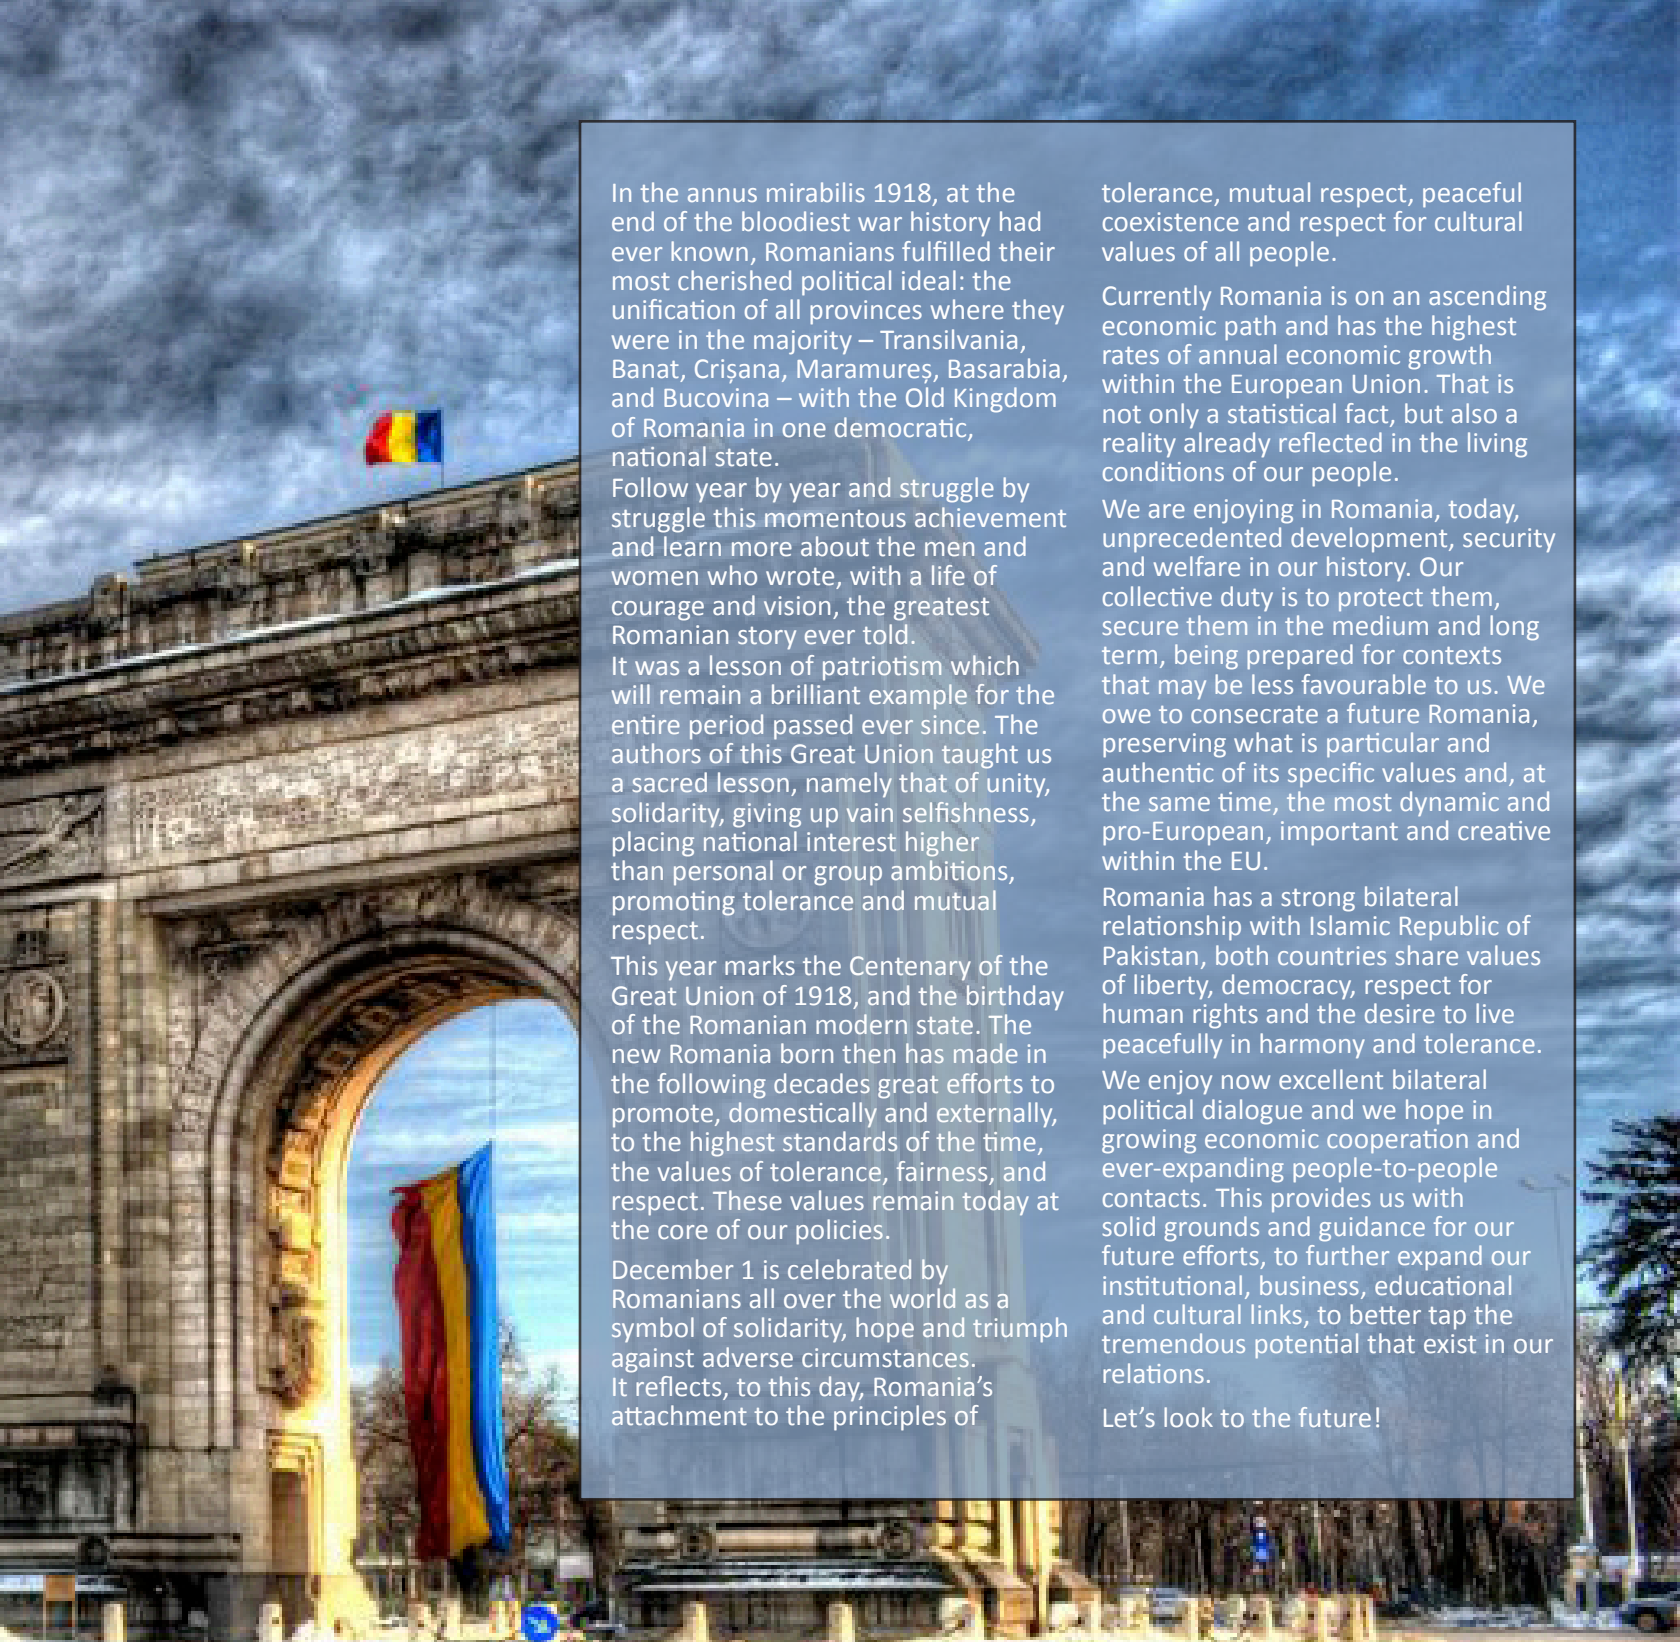 In the annus mirabilis 1918, at the
end of the bloodiest war history had
ever known, Romanians fulfilled their
most cherished political ideal: the
unification of all provinces where they
were in the majority – Transilvania,
Banat, Crișana, Maramureș, Basarabia,
and Bucovina – with the Old Kingdom
of Romania in one democratic,
national state.
Follow year by year and struggle by
struggle this momentous achievement
and learn more about the men and
women who wrote, with a life of
courage and vision, the greatest
Romanian story ever told.
It was a lesson of patriotism which
will remain a brilliant example for the
entire period passed ever since. The
authors of this Great Union taught us
a sacred lesson, namely that of unity,
solidarity, giving up vain selfishness,
placing national interest higher
than personal or group ambitions,
promoting tolerance and mutual
respect.
This year marks the Centenary of the
Great Union of 1918, and the birthday
of the Romanian modern state. The
new Romania born then has made in
the following decades great efforts to
promote, domestically and externally,
to the highest standards of the time,
the values of tolerance, fairness, and
respect. These values remain today at
the core of our policies.
December 1 is celebrated by
Romanians all over the world as a
symbol of solidarity, hope and triumph
against adverse circumstances.
It reflects, to this day, Romania’s
attachment to the principles of
tolerance, mutual respect, peaceful
coexistence and respect for cultural
values of all people.
Currently Romania is on an ascending
economic path and has the highest
rates of annual economic growth
within the European Union. That is
not only a statistical fact, but also a
reality already reflected in the living
conditions of our people.
We are enjoying in Romania, today,
unprecedented development, security
and welfare in our history. Our
collective duty is to protect them,
secure them in the medium and long
term, being prepared for contexts
that may be less favourable to us. We
owe to consecrate a future Romania,
preserving what is particular and
authentic of its specific values and, at
the same time, the most dynamic and
pro-European, important and creative
within the EU.
Romania has a strong bilateral
relationship with Islamic Republic of
Pakistan, both countries share values
of liberty, democracy, respect for
human rights and the desire to live
peacefully in harmony and tolerance.
We enjoy now excellent bilateral
political dialogue and we hope in
growing economic cooperation and
ever-expanding people-to-people
contacts. This provides us with
solid grounds and guidance for our
future efforts, to further expand our
institutional, business, educational
and cultural links, to better tap the
tremendous potential that exist in our
relations.
Let’s look to the future!